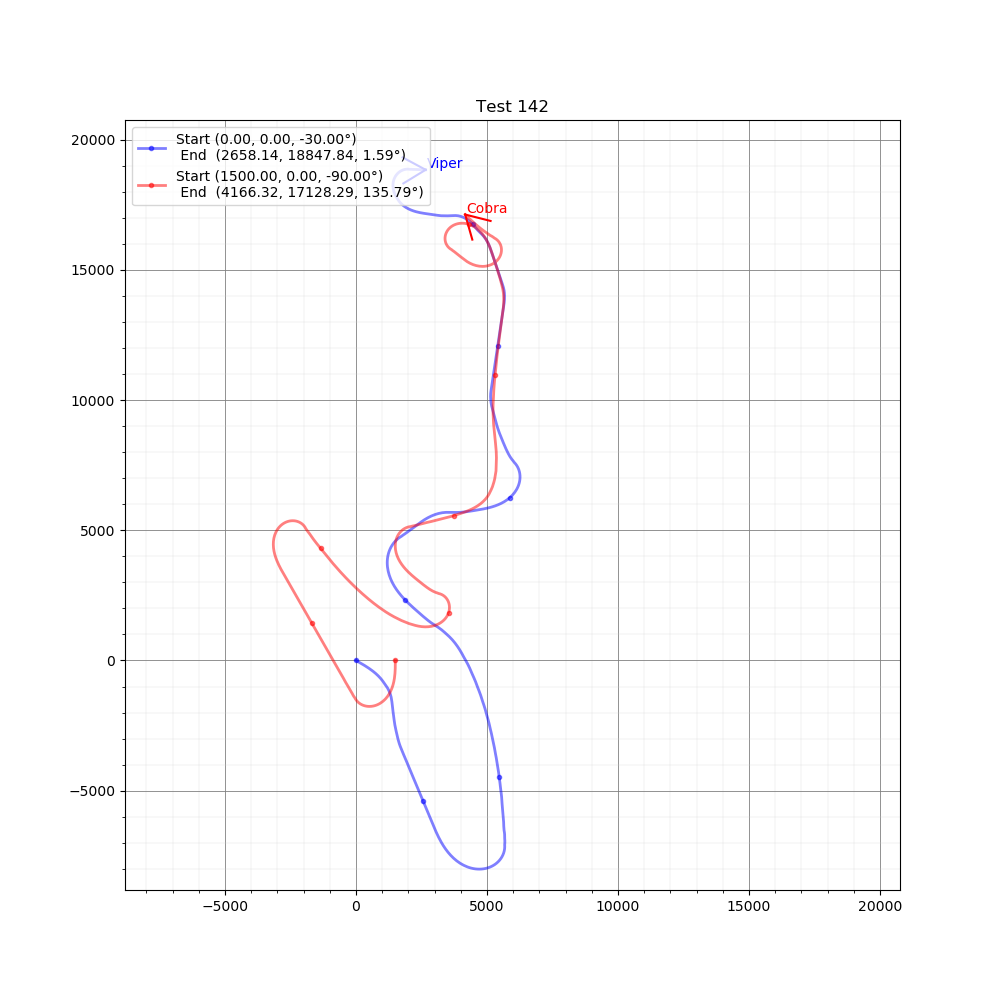 Test 142
Start (0.00, 0.00, -30.00°)
End  (2658.14, 18847.84, 1.59°)
Start (1500.00, 0.00, -90.00°)
End  (4166.32, 17128.29, 135.79°)
Viper
Cobra
20000
15000
10000
5000
0
−5000
−5000
0
5000
10000
15000
20000